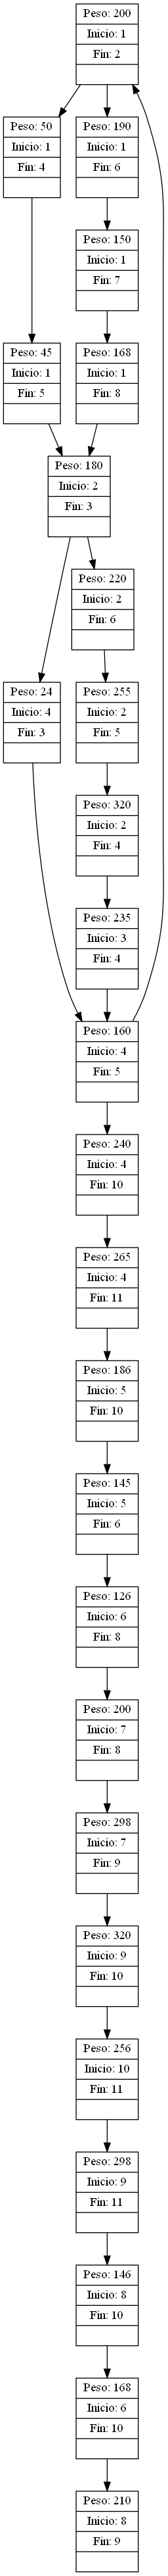 Peso: 200
Inicio: 1
Fin: 2
Peso: 50
Inicio: 1
Fin: 4
Peso: 190
Inicio: 1
Fin: 6
Peso: 150
Inicio: 1
Fin: 7
Peso: 45
Inicio: 1
Fin: 5
Peso: 168
Inicio: 1
Fin: 8
Peso: 180
Inicio: 2
Fin: 3
Peso: 220
Inicio: 2
Fin: 6
Peso: 24
Inicio: 4
Fin: 3
Peso: 255
Inicio: 2
Fin: 5
Peso: 320
Inicio: 2
Fin: 4
Peso: 235
Inicio: 3
Fin: 4
Peso: 160
Inicio: 4
Fin: 5
Peso: 240
Inicio: 4
Fin: 10
Peso: 265
Inicio: 4
Fin: 11
Peso: 186
Inicio: 5
Fin: 10
Peso: 145
Inicio: 5
Fin: 6
Peso: 126
Inicio: 6
Fin: 8
Peso: 200
Inicio: 7
Fin: 8
Peso: 298
Inicio: 7
Fin: 9
Peso: 320
Inicio: 9
Fin: 10
Peso: 256
Inicio: 10
Fin: 11
Peso: 298
Inicio: 9
Fin: 11
Peso: 146
Inicio: 8
Fin: 10
Peso: 168
Inicio: 6
Fin: 10
Peso: 210
Inicio: 8
Fin: 9